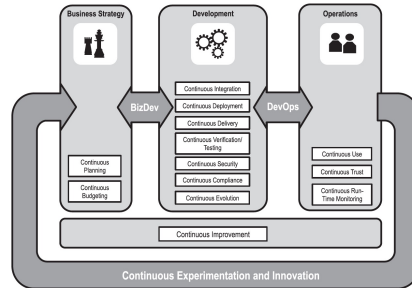 Business Strategy
Development
Operations
BizDev
DevOps
Continuous Integration
Continuous Deployment
Continuous Delivery
Continuous Verification/
Testing
Continuous Security
Continuous Compliance
Continuous Evolution
Continuous
Planning
Continuous
Budgeting
Continuous Use
Continuous Trust
Continuous Run-
Time Monitoring
Continuous Improvement
Continuous Experimentation and Innovation